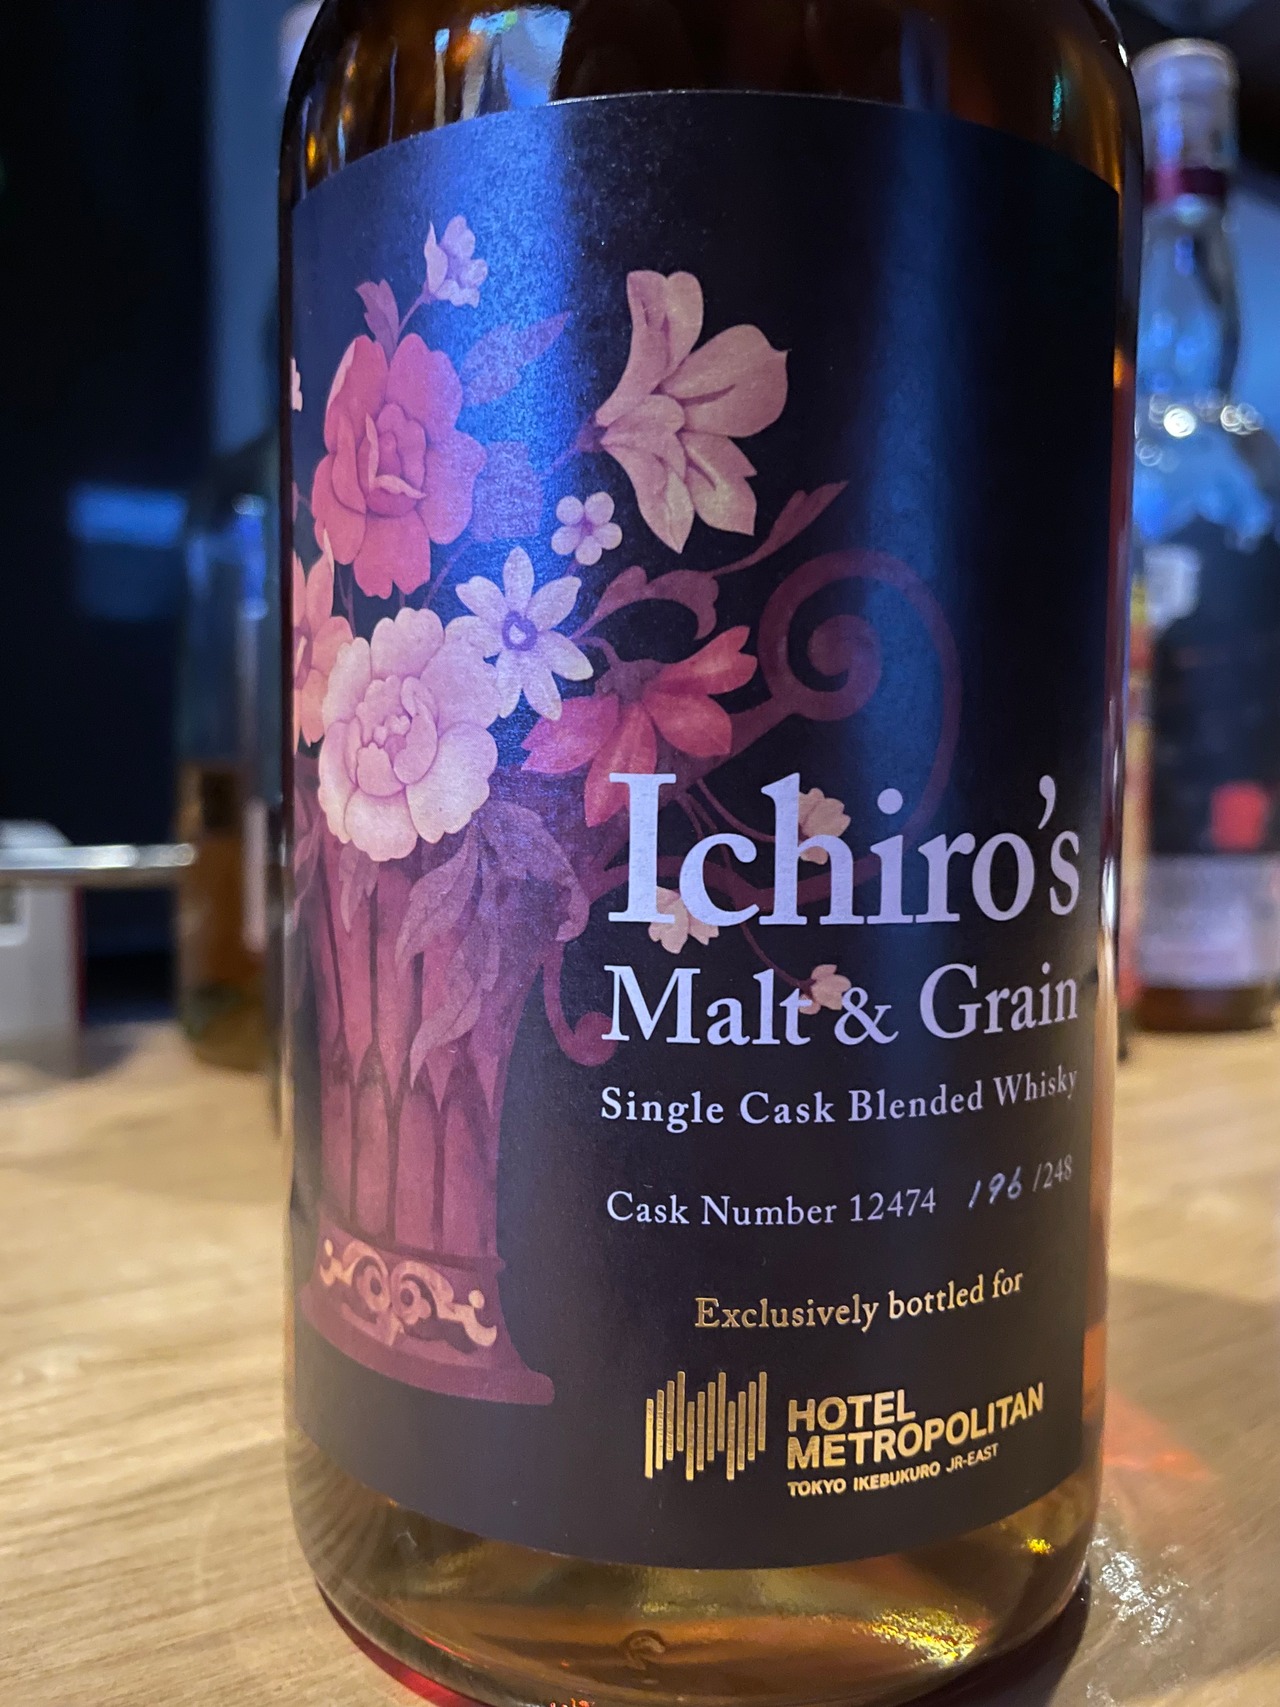 Ichiro's
Malt & Grain
Single Cask Blended Whisky
Cask Number 12474 196 /248
Exclusively bottled for
HOTEL
METROPOLITAN
TOKYO IKEBUKURO JR-EAST